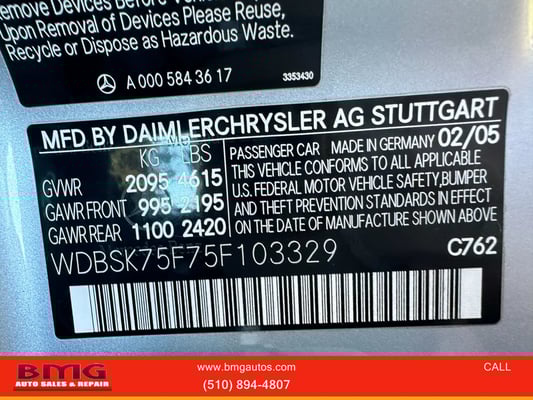 emove Devices Before Vehicle
Upon Removal of Devices Please Reuse,
Recycle or Dispose as Hazardous Waste.
A 000 584 36 17
3353430
MFD BY DAIMLERCHRYSLER AG STUTTGART
KG LBS
GVWR 2095 4615
GAWR FRONT 995 2195
GAWR REAR 1100 2420
PASSENGER CAR MADE IN GERMANY 02/05
THIS VEHICLE CONFORMS TO ALL APPLICABLE
U.S. FEDERAL MOTOR VEHICLE SAFETY, BUMPER
AND THEFT PREVENTION STANDARDS IN EFFECT
ON THE DATE OF MANUFACTURE SHOWN ABOVE.
WDBSK75F75F103329
C762
BMG
AUTO SALES & REPAIR
www.bmgautos.com
(510) 894-4807
CALL